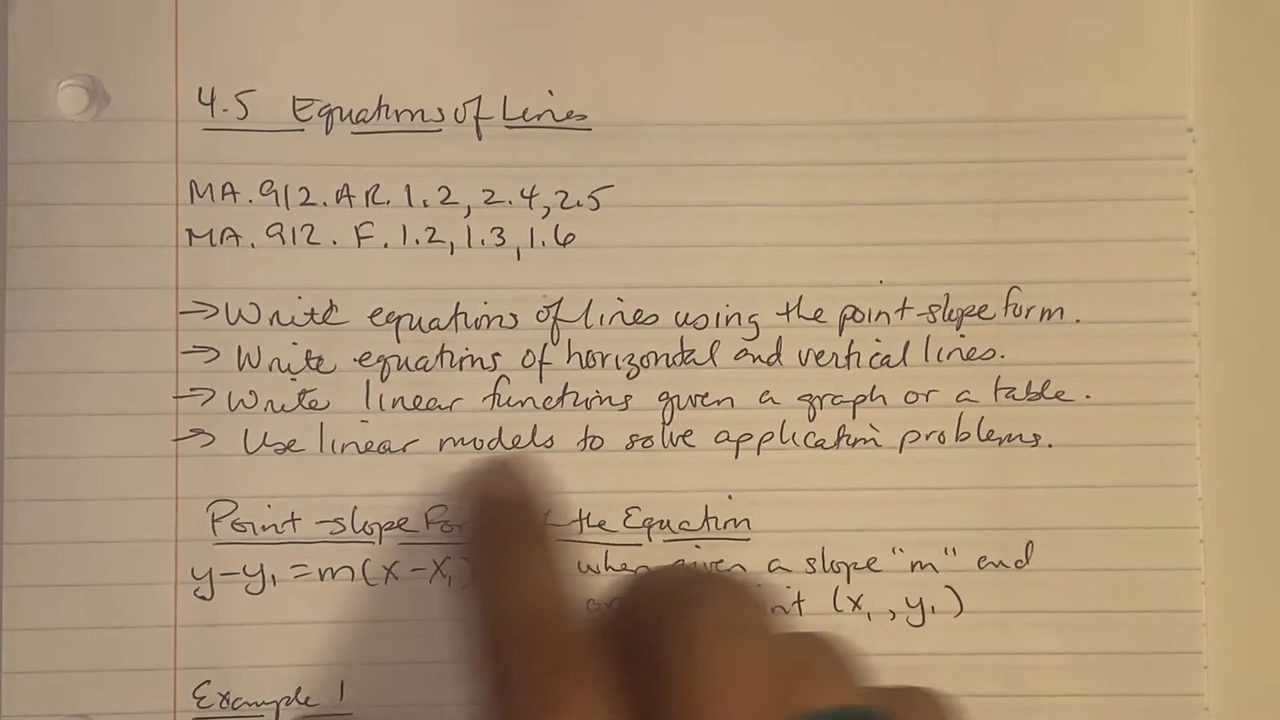 4.5 Equations of Lines
MA.912.AR.1.2, 2.4, 2.5
MA.912.F.1.2, 1.3, 1.6
→ Write equations of lines using the point-slope form.
→ Write equations of horizontal and vertical lines.
→ Write linear functions given a graph or a table.
→ Use linear models to solve application problems.
Point-slope the Equation
y-y₁=m(x-x₁) when given a slope "m" and
(x₁, y₁)
Example 1